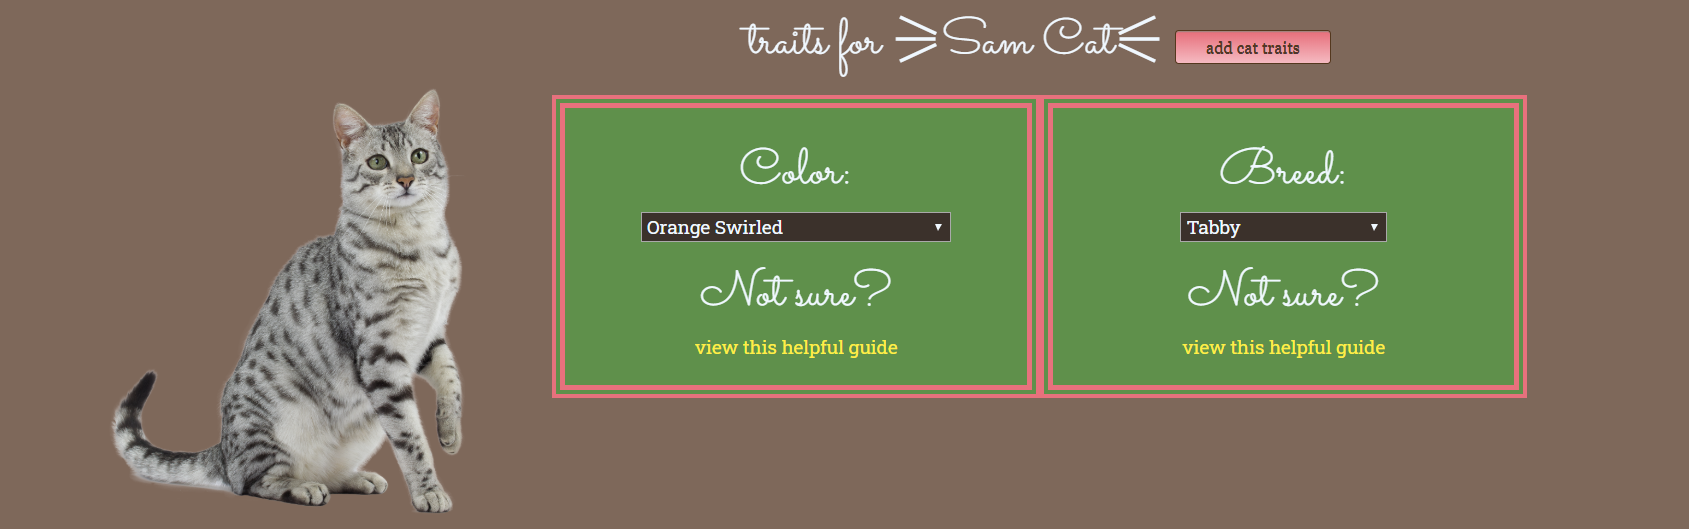 traits for Sam Cat
add cat traits
Color:
Orange Swirled
Not sure?
view this helpful guide
Breed:
Tabby
Not sure?
view this helpful guide